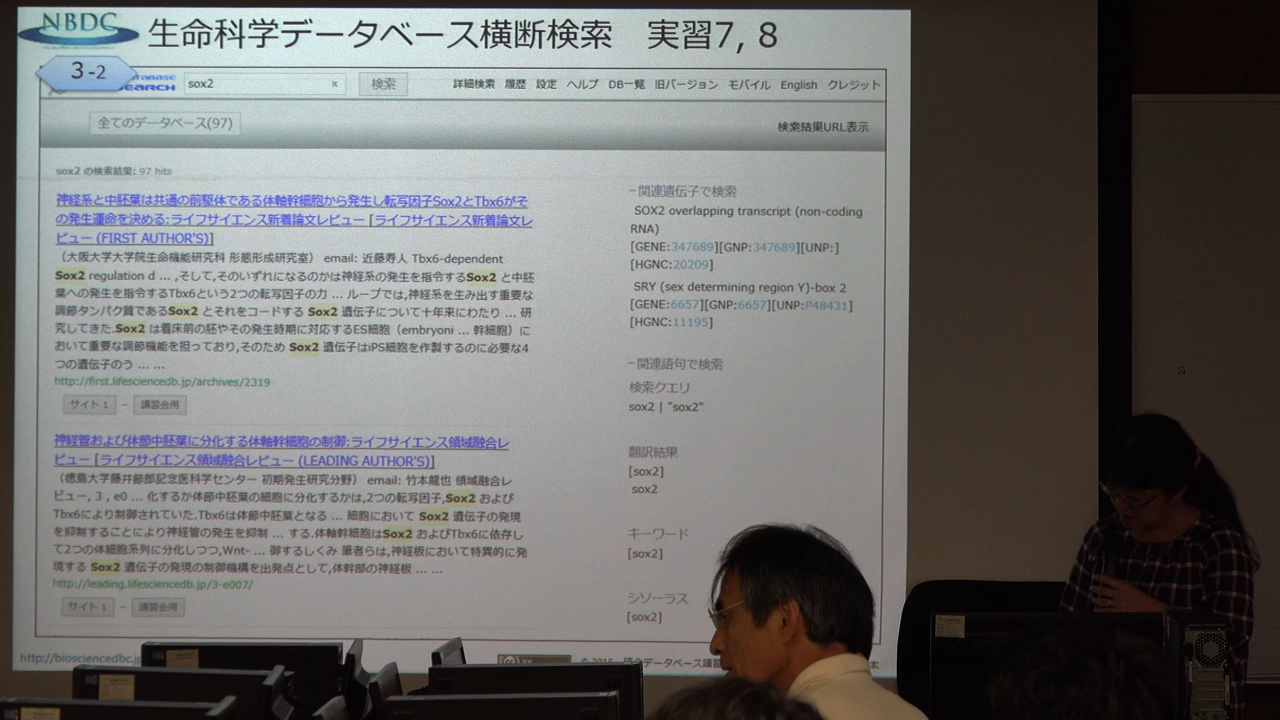 NBDC
生命科学データベース横断検索　実習7, 8
3-2
sox2
×
検索
詳細検索 履歴 設定 ヘルプ DB一覧 旧バージョン モバイル English クレジット
全てのデータベース(97)
検索結果URL表示
sox2 の検索結果: 97 hits
神経系と中胚葉は共通の前駆体である体軸幹細胞から発生し転写因子Sox2とTbx6がそ
の発生運命を決める:ライフサイエンス新着論文レビュー [ライフサイエンス新着論文レ
ビュー (FIRST AUTHOR'S)]
（大阪大学大学院生命機能研究科 形態形成研究室） email: 近藤寿人 Tbx6-dependent
Sox2 regulation d ... ,そして,そのいずれになるのかは神経系の発生を指令するSox2 と中胚
葉への発生を指令するTbx6という2つの転写因子の力 ... ループでは,神経系を生み出す重要な
調節タンパク質であるSox2 とそれをコードする Sox2 遺伝子について十年来にわたり ... 研
究してきた.Sox2 は着床前の胚やその発生時期に対応するES細胞（embryoni ... 幹細胞）に
おいて重要な調節機能を担っており,そのため Sox2 遺伝子はiPS細胞を作製するのに必要な4
つの遺伝子のう ... ...
http://first.lifesciencedb.jp/archives/2319
サイト 1 － 講習会用
神経管および体節中胚葉に分化する体軸幹細胞の制御:ライフサイエンス領域融合レ
ビュー [ライフサイエンス領域融合レビュー (LEADING AUTHOR'S)]
（徳島大学藤井節郎記念医科学センター 初期発生研究分野） email: 竹本龍也 領域融合レ
ビュー, 3 , e0 ... 化するか体節中胚葉の細胞に分化するかは,2つの転写因子,Sox2 および
Tbx6により制御されていた.Tbx6は体節中胚葉となる ... 細胞において Sox2 遺伝子の発現
を抑制することにより神経管の発生を抑制 ... する.体軸幹細胞はSox2 およびTbx6に依存し
て2つの体細胞系列に分化しつつ,Wnt- ... 御するしくみ 筆者らは,神経板において特異的に発
現する Sox2 遺伝子の発現の制御機構を出発点として,体幹部の神経板 ... ...
http://leading.lifesciencedb.jp/3-e007/
サイト 1 － 講習会用
－関連遺伝子で検索
SOX2 overlapping transcript (non-coding
RNA)
[GENE:347689][GNP:347689][UNP:]
[HGNC:20209]
SRY (sex determining region Y)-box 2
[GENE:6657][GNP:6657][UNP:P48431]
[HGNC:11195]
－関連語句で検索
検索クエリ
sox2 | "sox2"
翻訳結果
[sox2]
sox2
キーワード
[sox2]
シソーラス
[sox2]
http://biosciencedbc.jp